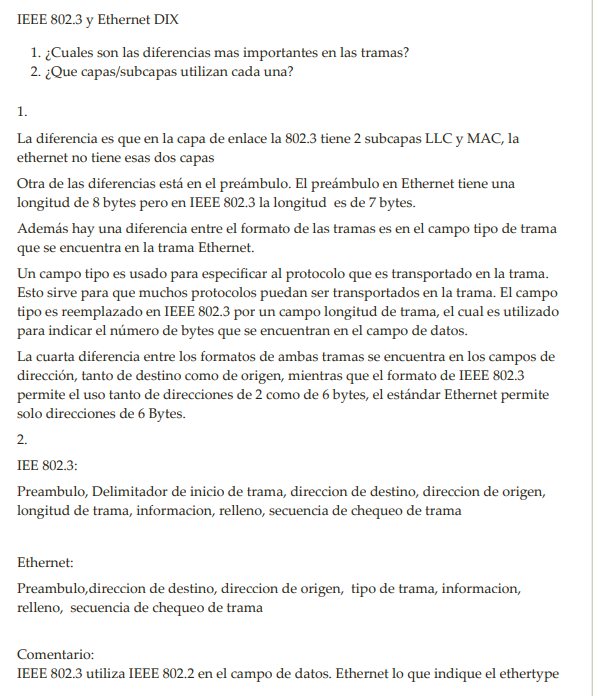 IEEE 802.3 y Ethernet DIX
1. ¿Cuales son las diferencias mas importantes en las tramas?
2. ¿Que capas/subcapas utilizan cada una?
1.
La diferencia es que en la capa de enlace la 802.3 tiene 2 subcapas LLC y MAC, la
ethernet no tiene esas dos capas
Otra de las diferencias está en el preámbulo. El preámbulo en Ethernet tiene una
longitud de 8 bytes pero en IEEE 802.3 la longitud es de 7 bytes.
Además hay una diferencia entre el formato de las tramas es en el campo tipo de trama
que se encuentra en la trama Ethernet.
Un campo tipo es usado para especificar al protocolo que es transportado en la trama.
Esto sirve para que muchos protocolos puedan ser transportados en la trama. El campo
tipo es reemplazado en IEEE 802.3 por un campo longitud de trama, el cual es utilizado
para indicar el número de bytes que se encuentran en el campo de datos.
La cuarta diferencia entre los formatos de ambas tramas se encuentra en los campos de
dirección, tanto de destino como de origen, mientras que el formato de IEEE 802.3
permite el uso tanto de direcciones de 2 como de 6 bytes, el estándar Ethernet permite
solo direcciones de 6 Bytes.
2.
IEE 802.3:
Preambulo, Delimitador de inicio de trama, direccion de destino, direccion de origen,
longitud de trama, informacion, relleno, secuencia de chequeo de trama
Ethernet:
Preambulo,direccion de destino, direccion de origen, tipo de trama, informacion,
relleno, secuencia de chequeo de trama
Comentario:
IEEE 802.3 utiliza IEEE 802.2 en el campo de datos. Ethernet lo que indique el ethertype